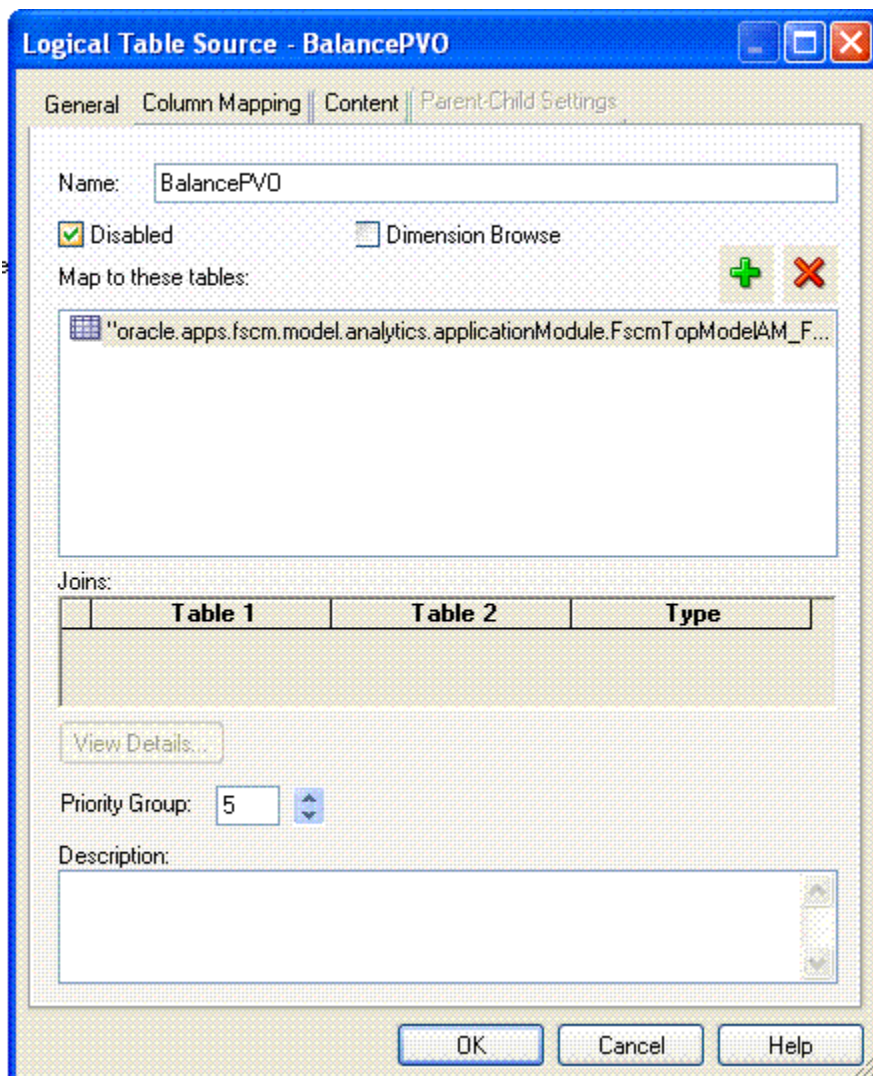 Logical Table Source - BalancePVO
General Column Mapping Content Parent-Child Settings
Name: BalancePVO
Disabled Dimension Browse
e
Map to these tables:
"oracle.apps.fscm.model.analytics.applicationModule.FscmTopModelAM_F...
Joins:
Table 1 Table 2 Type
View Details...
Priority Group: 5
Description:
OK Cancel Help